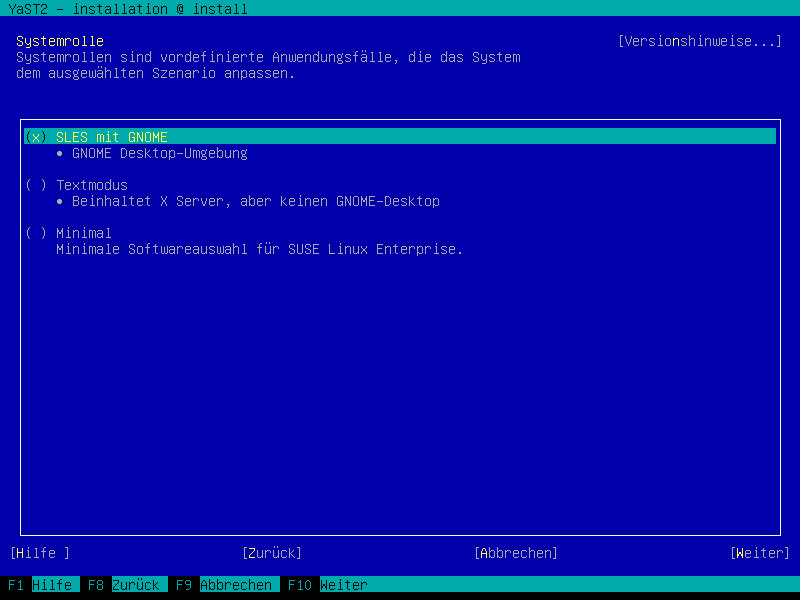 YaST2 - installation @ install
Systemrolle [Versionshinweise...]
Systemrollen sind vordefinierte Anwendungsfälle, die das System
dem ausgewählten Szenario anpassen.
(x) SLES mit GNOME
• GNOME Desktop-Umgebung
( ) Textmodus
• Beinhaltet X Server, aber keinen GNOME-Desktop
( ) Minimal
Minimale Softwareauswahl für SUSE Linux Enterprise.
[Hilfe ] [Zurück] [Abbrechen] [Weiter]
F1 Hilfe F8 Zurück F9 Abbrechen F10 Weiter